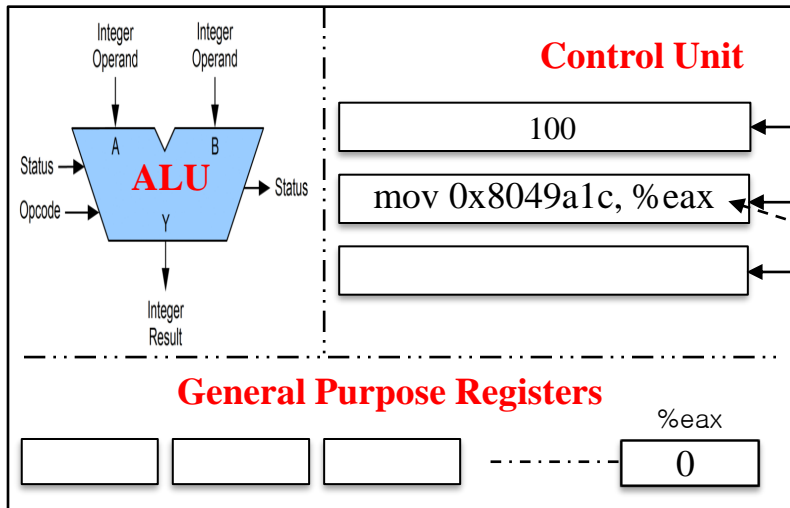 Integer
Operand
Integer
Operand
A
B
Status
ALU
Status
Opcode
Y
Integer
Result
Control Unit
100
mov 0x8049a1c, %eax
General Purpose Registers
%eax
0